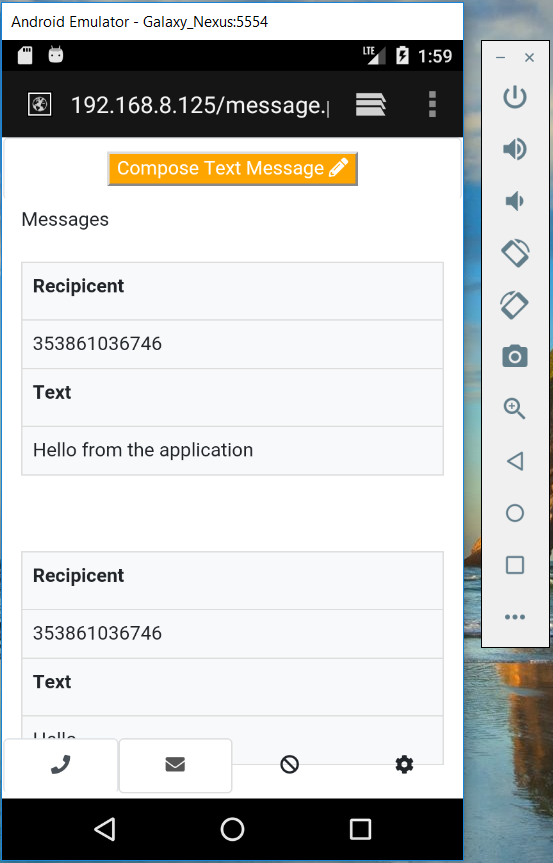 Android Emulator - Galaxy_Nexus:5554
LTE 1:59
192.168.8.125/message.
Compose Text Message
Messages
Recipicent
353861036746
Text
Hello from the application
Recipicent
353861036746
Text
Hello